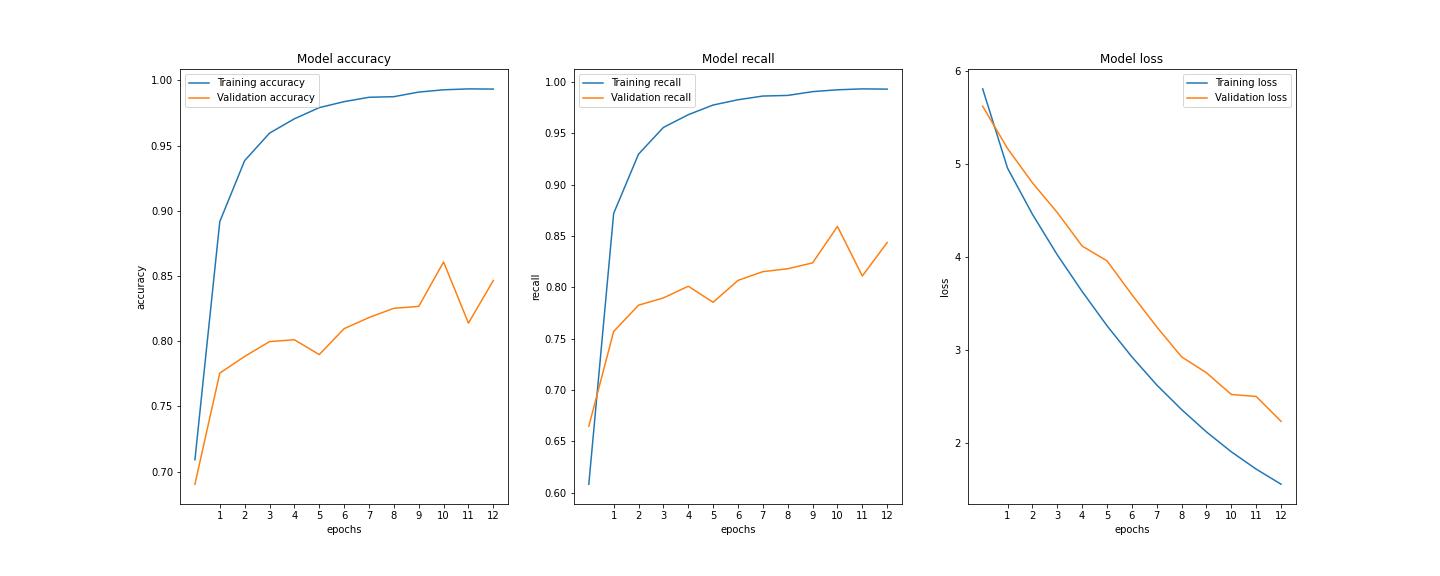 Model accuracy
Training accuracy
Validation accuracy
1.00
0.95
0.90
0.85
0.80
0.75
0.70
accuracy
1 2 3 4 5 6 7 8 9 10 11 12
epochs
Model recall
Training recall
Validation recall
1.00
0.95
0.90
0.85
0.80
0.75
0.70
0.65
0.60
recall
1 2 3 4 5 6 7 8 9 10 11 12
epochs
Model loss
Training loss
Validation loss
6
5
4
3
2
loss
1 2 3 4 5 6 7 8 9 10 11 12
epochs